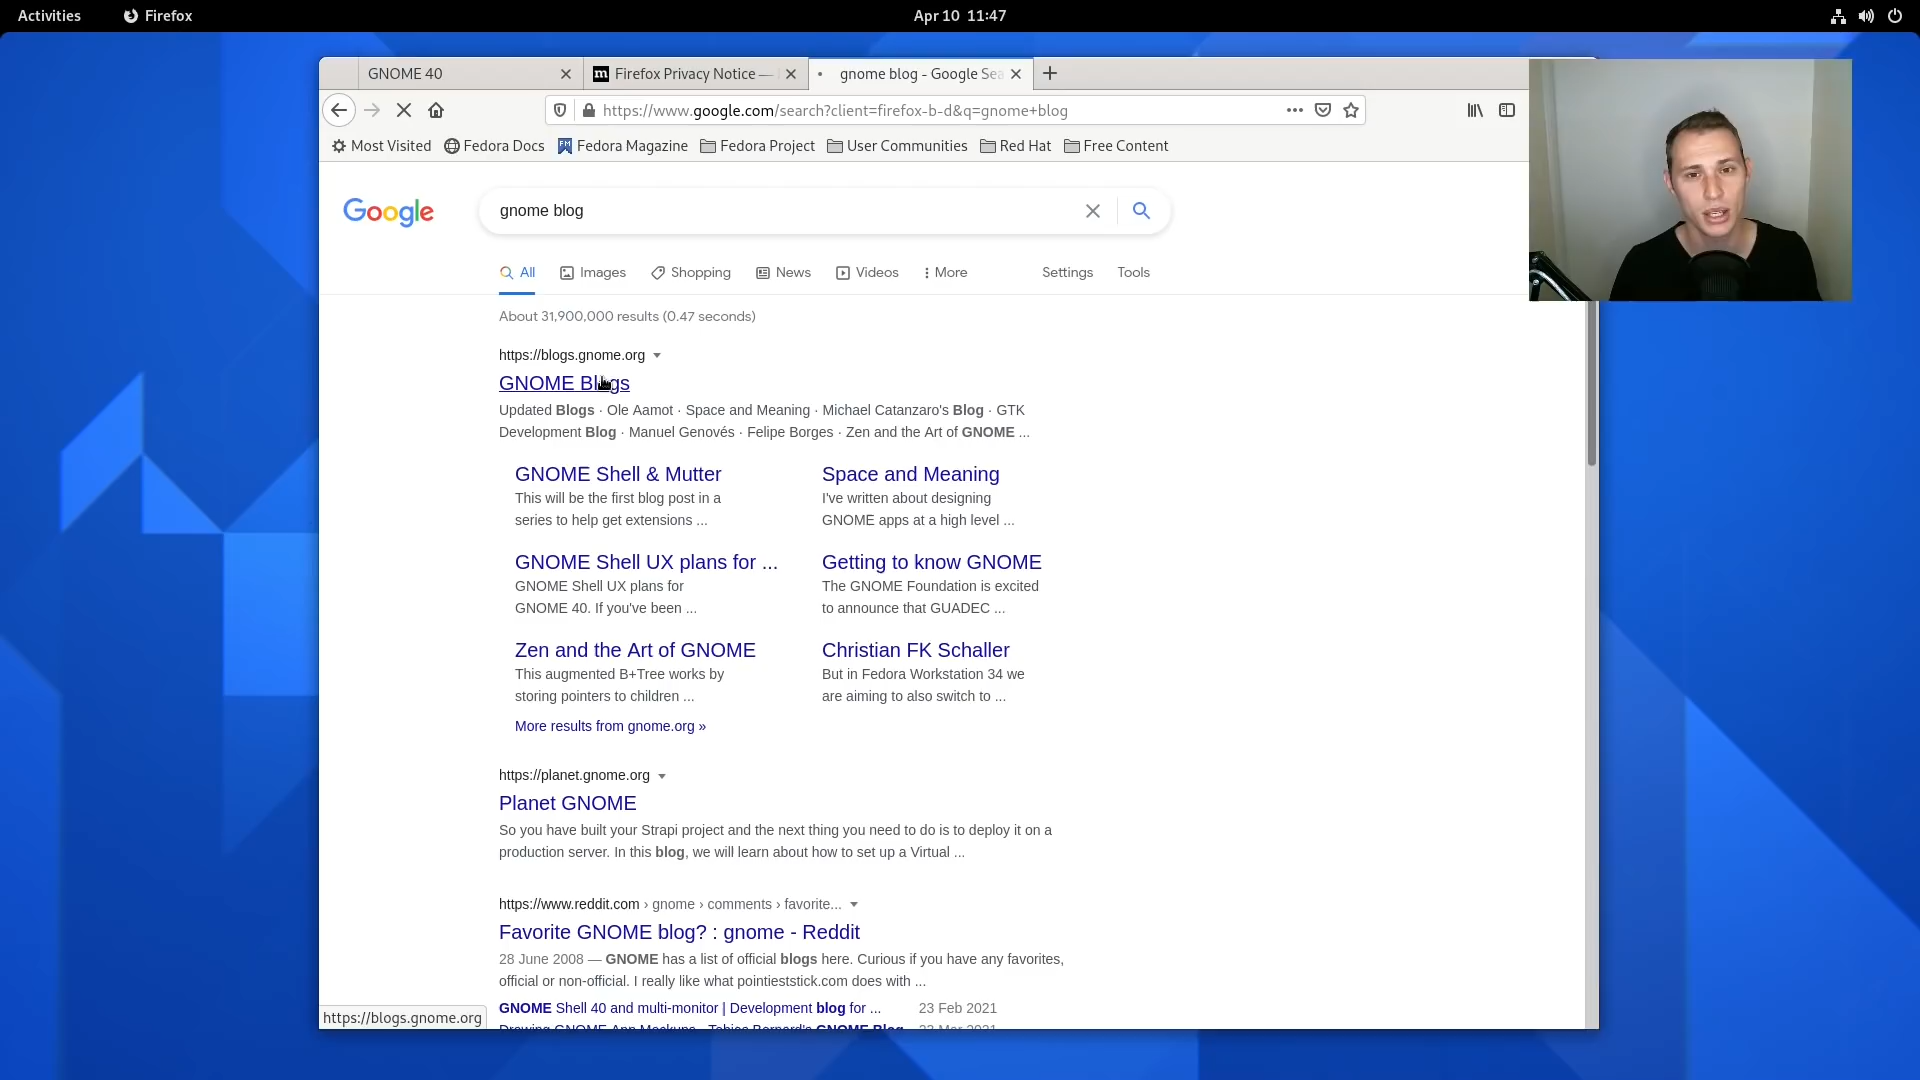 Activities
Firefox
Apr 10 11:47
GNOME 40
Firefox Privacy Notice —
gnome blog - Google Sea
https://www.google.com/search?client=firefox-b-d&q=gnome+blog
Most Visited
Fedora Docs
Fedora Magazine
Fedora Project
User Communities
Red Hat
Free Content
Google
gnome blog
All
Images
Shopping
News
Videos
More
Settings
Tools
About 31,900,000 results (0.47 seconds)
https://blogs.gnome.org
GNOME Blogs
Updated Blogs · Ole Aamot · Space and Meaning · Michael Catanzaro's Blog · GTK
Development Blog · Manuel Genovés · Felipe Borges · Zen and the Art of GNOME ...
GNOME Shell & Mutter
This will be the first blog post in a
series to help get extensions ...
Space and Meaning
I've written about designing
GNOME apps at a high level ...
GNOME Shell UX plans for ...
GNOME Shell UX plans for
GNOME 40. If you've been ...
Getting to know GNOME
The GNOME Foundation is excited
to announce that GUADEC ...
Zen and the Art of GNOME
This augmented B+Tree works by
storing pointers to children ...
Christian FK Schaller
But in Fedora Workstation 34 we
are aiming to also switch to ...
More results from gnome.org »
https://planet.gnome.org
Planet GNOME
So you have built your Strapi project and the next thing you need to do is to deploy it on a
production server. In this blog, we will learn about how to set up a Virtual ...
https://www.reddit.com › gnome › comments › favorite...
Favorite GNOME blog? : gnome - Reddit
28 June 2008 — GNOME has a list of official blogs here. Curious if you have any favorites,
official or non-official. I really like what pointieststick.com does with ...
GNOME Shell 40 and multi-monitor | Development blog for ...
23 Feb 2021
Drawing GNOME App Mockups - Tobias Bernard's GNOME Blog
23 Mar 2021
https://blogs.gnome.org